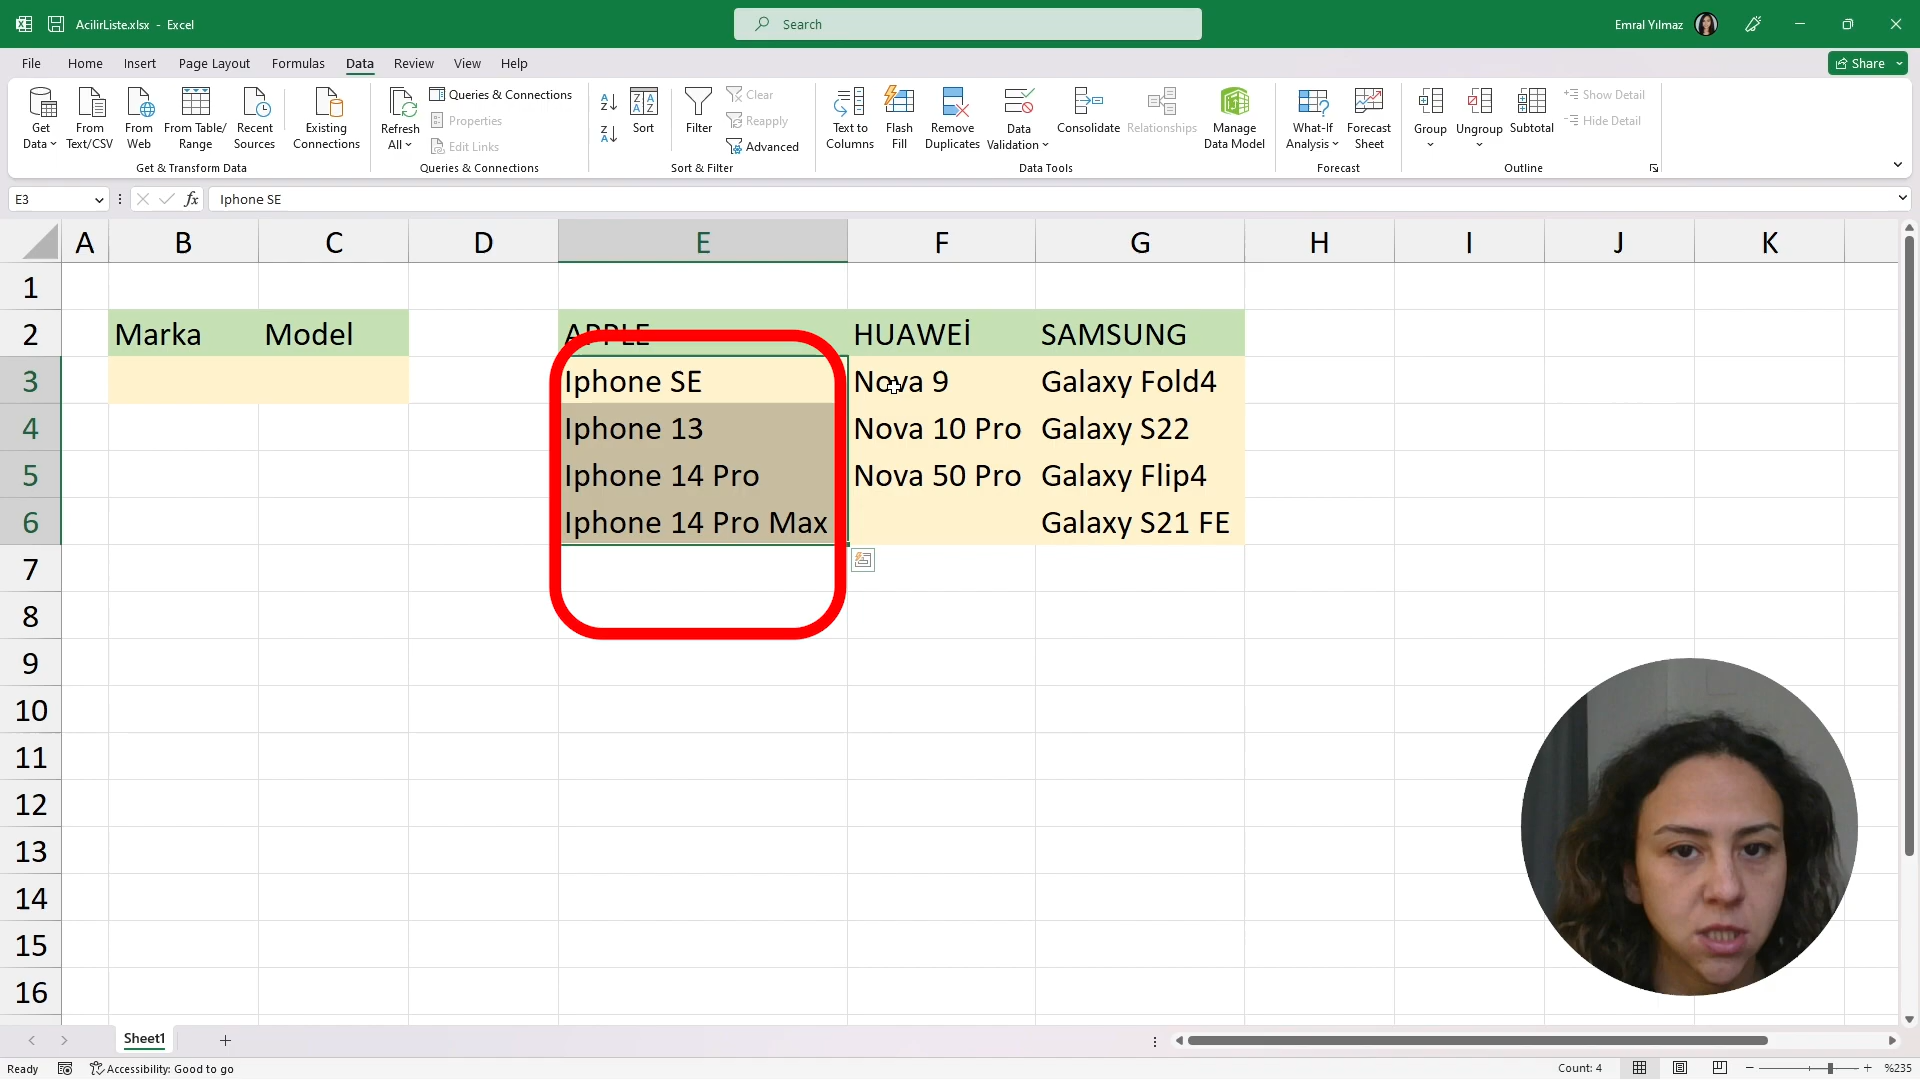 AcilirListe.xlsx - Excel
Search
Emral Yılmaz
File Home Insert Page Layout Formulas Data Review View Help
Share
Get Data
From Text/CSV
From Web
From Table/ Range
Recent Sources
Existing Connections
Get & Transform Data
Refresh All
Queries & Connections
Properties
Edit Links
Queries & Connections
Sort
Filter
Clear
Reapply
Advanced
Sort & Filter
Text to Columns
Flash Fill
Remove Duplicates
Data Validation
Consolidate
Relationships
Manage Data Model
Data Tools
What-If Analysis
Forecast Sheet
Forecast
Group
Ungroup
Subtotal
Show Detail
Hide Detail
Outline
E3
fx
Iphone SE
A B C D E F G H I J K
1
2 Marka Model APPLE HUAWEİ SAMSUNG
3 Iphone SE Nova 9 Galaxy Fold4
4 Iphone 13 Nova 10 Pro Galaxy S22
5 Iphone 14 Pro Nova 50 Pro Galaxy Flip4
6 Iphone 14 Pro Max Galaxy S21 FE
7
8
9
10
11
12
13
14
15
16
Sheet1
Ready
Accessibility: Good to go
Count: 4
%235